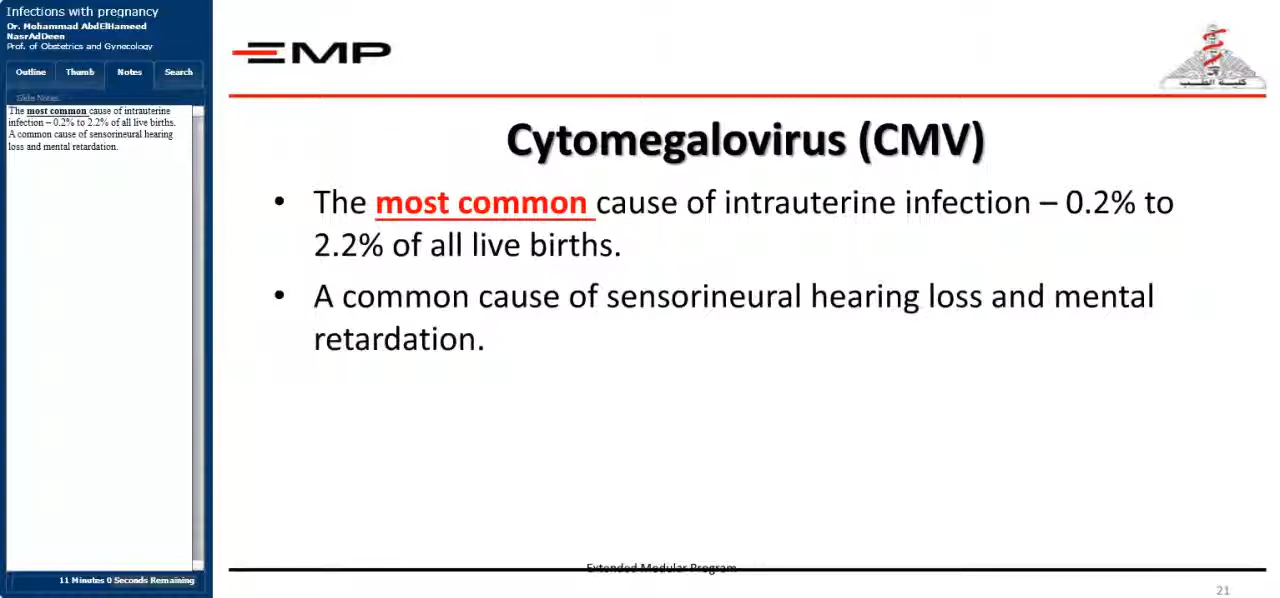 Infections with pregnancy
Dr. Mohammad AbdElHameed
NasrAdDeen
Prof. of Obstetrics and Gynecology
Outline Thumb Notes Search
Slide Notes
The most common cause of intrauterine
infection – 0.2% to 2.2% of all live births.
A common cause of sensorineural hearing
loss and mental retardation.
11 Minutes 0 Seconds Remaining
EMP
كلية الطب
Cytomegalovirus (CMV)
• The most common cause of intrauterine infection – 0.2% to
2.2% of all live births.
• A common cause of sensorineural hearing loss and mental
retardation.
Extended Modular Program
21